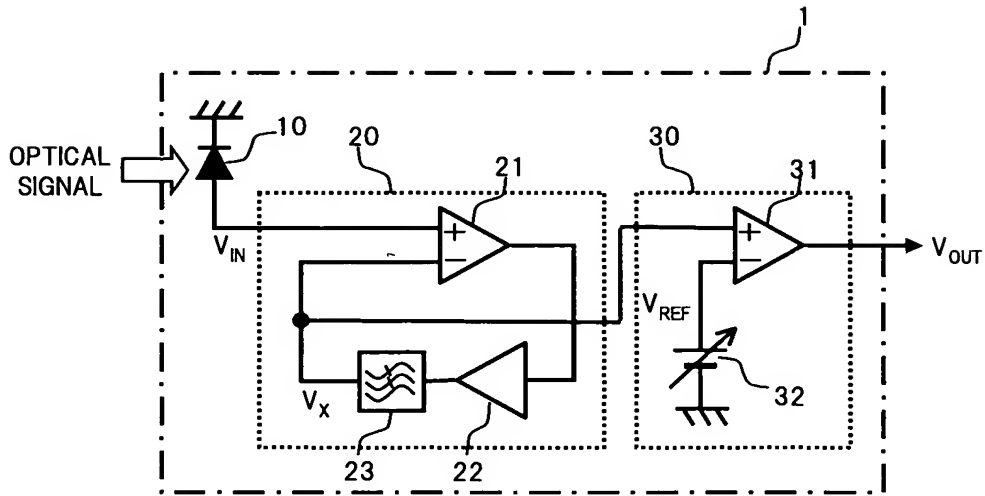 1
10
OPTICAL
SIGNAL
20
21
30
31
V_IN
+
−
+
−
V_OUT
V_REF
V_X
32
23
22